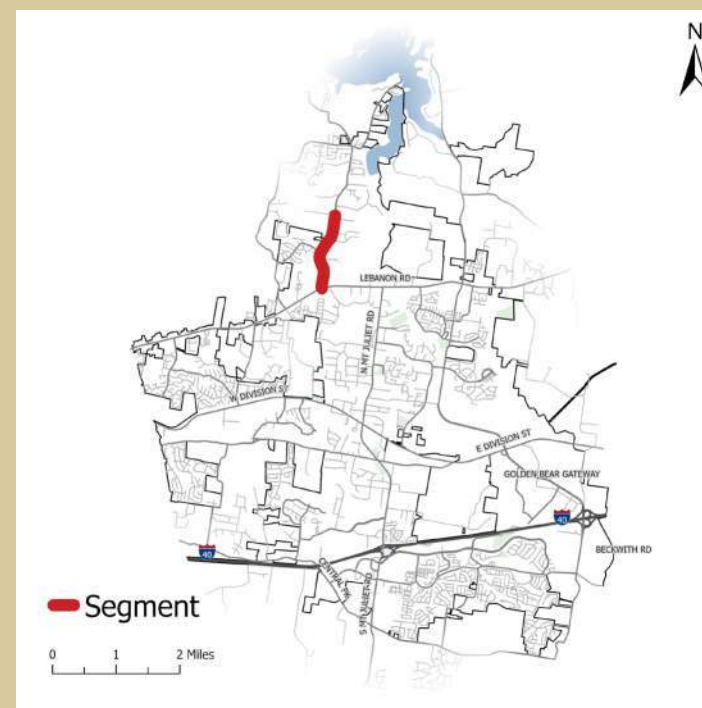 N
LEBANON RD
N MT JULIET RD
W DIVISION ST
E DIVISION ST
GOLDEN BEAR GATEWAY
40
BECKWITH RD
40
CENTRAL PIK
S MT JULIET RD
Segment
0 1 2 Miles